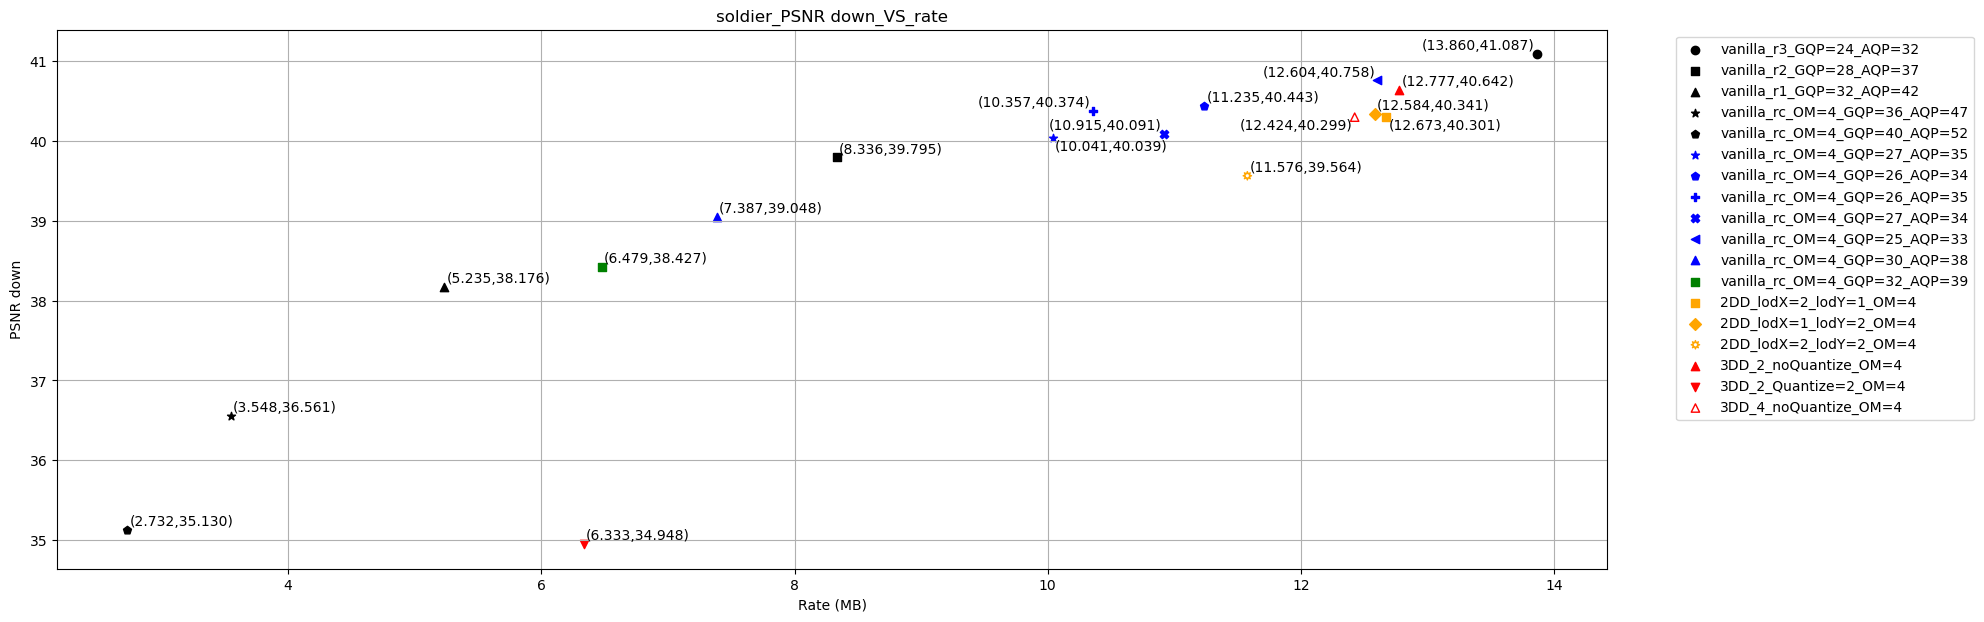 soldier_PSNR down_VS_rate
PSNR down
41
40
39
38
37
36
35
(13.860,41.087)
(12.604,40.758)
(12.777,40.642)
(10.357,40.374)
(11.235,40.443)
(12.584,40.341)
(10.915,40.091)
(12.424,40.299)
(12.673,40.301)
(10.041,40.039)
(8.336,39.795)
(11.576,39.564)
(7.387,39.048)
(6.479,38.427)
(5.235,38.176)
(3.548,36.561)
(2.732,35.130)
(6.333,34.948)
4 6 8 10 12 14
Rate (MB)
vanilla_r3_GQP=24_AQP=32
vanilla_r2_GQP=28_AQP=37
vanilla_r1_GQP=32_AQP=42
vanilla_rc_OM=4_GQP=36_AQP=47
vanilla_rc_OM=4_GQP=40_AQP=52
vanilla_rc_OM=4_GQP=27_AQP=35
vanilla_rc_OM=4_GQP=26_AQP=34
vanilla_rc_OM=4_GQP=26_AQP=35
vanilla_rc_OM=4_GQP=27_AQP=34
vanilla_rc_OM=4_GQP=25_AQP=33
vanilla_rc_OM=4_GQP=30_AQP=38
vanilla_rc_OM=4_GQP=32_AQP=39
2DD_lodX=2_lodY=1_OM=4
2DD_lodX=1_lodY=2_OM=4
2DD_lodX=2_lodY=2_OM=4
3DD_2_noQuantize_OM=4
3DD_2_Quantize=2_OM=4
3DD_4_noQuantize_OM=4